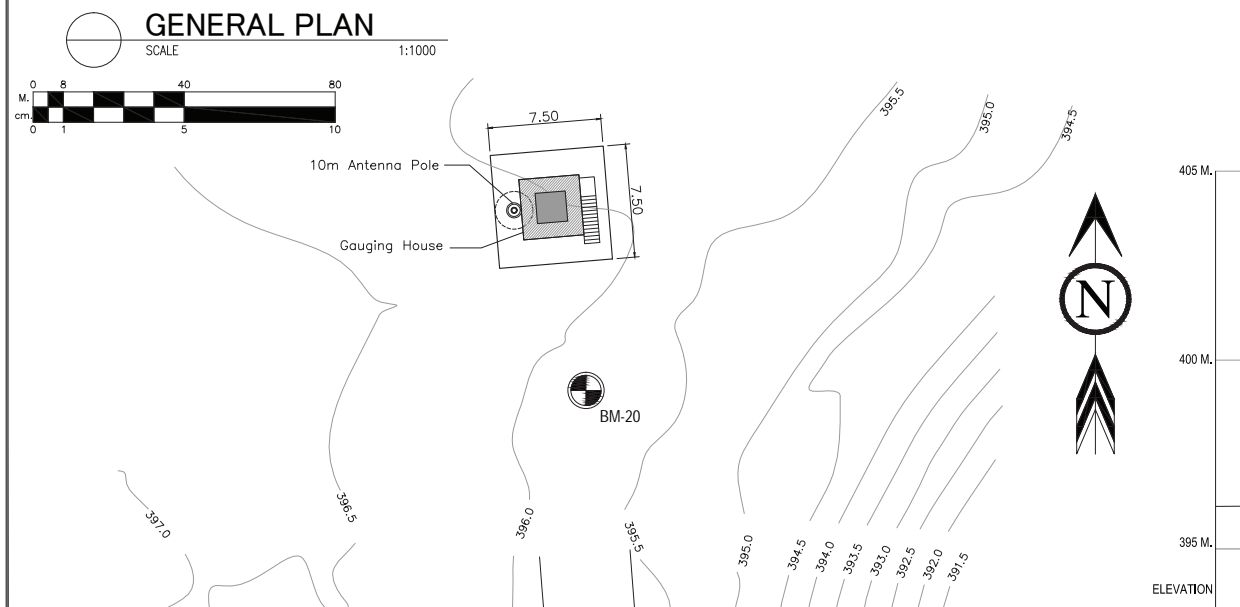 GENERAL PLAN
SCALE 1:1000
0 8 40 80
M.
cm.
0 1 5 10
7.50
7.50
10m Antenna Pole
Gauging House
BM-20
395.5
395.0
394.5
405 M.
N
400 M.
397.0
396.5
396.0
395.5
395.0
394.5
394.0
393.5
393.0
392.5
392.0
391.5
395 M.
ELEVATION